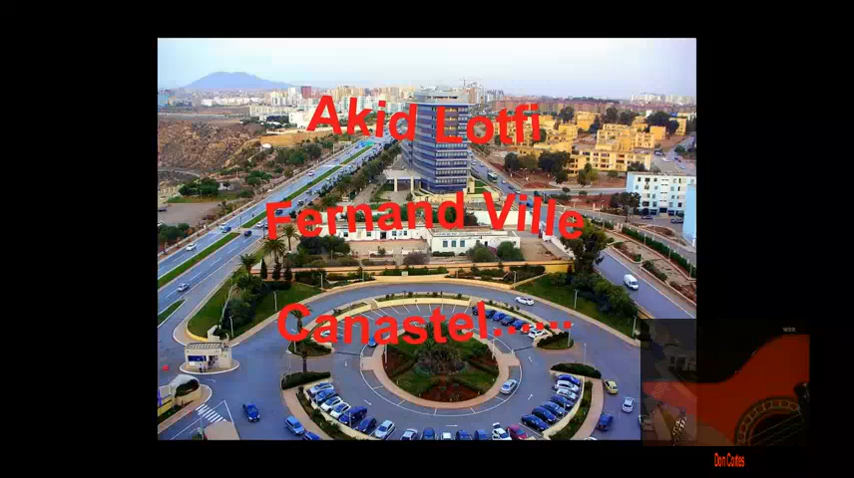 Akid Lotfi
Fernand Ville
Canastel......
Don Cortes